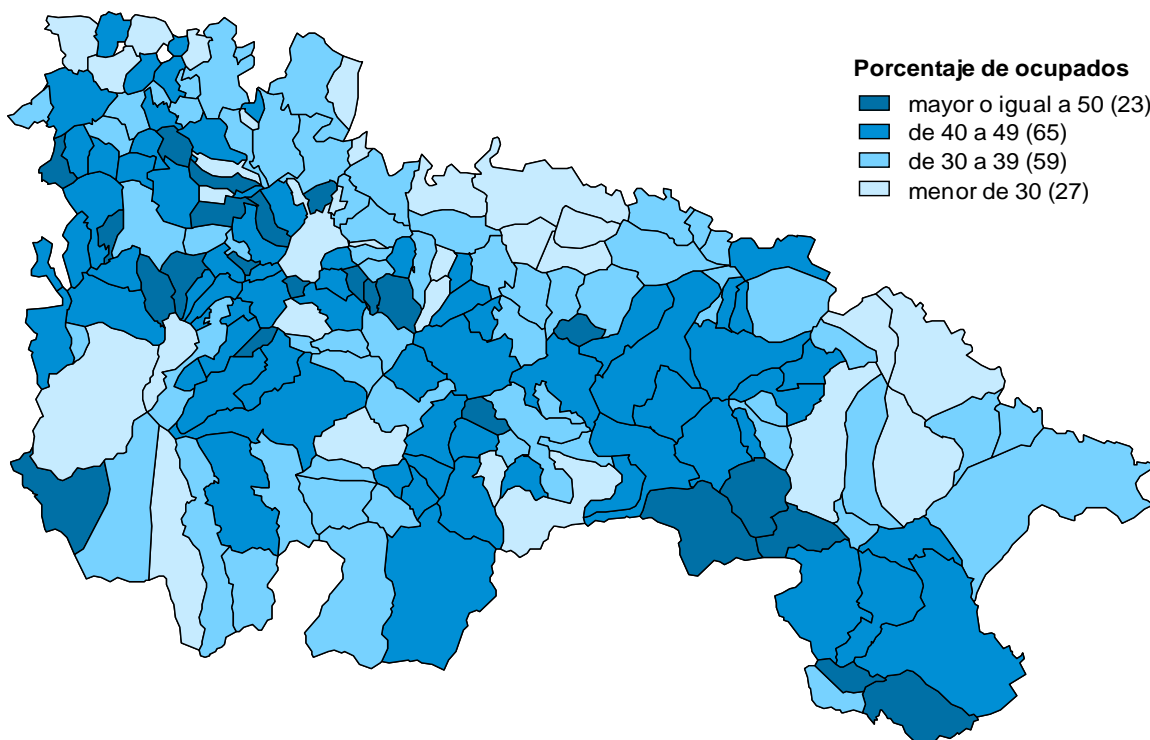 Porcentaje de ocupados
mayor o igual a 50 (23)
de 40 a 49 (65)
de 30 a 39 (59)
menor de 30 (27)